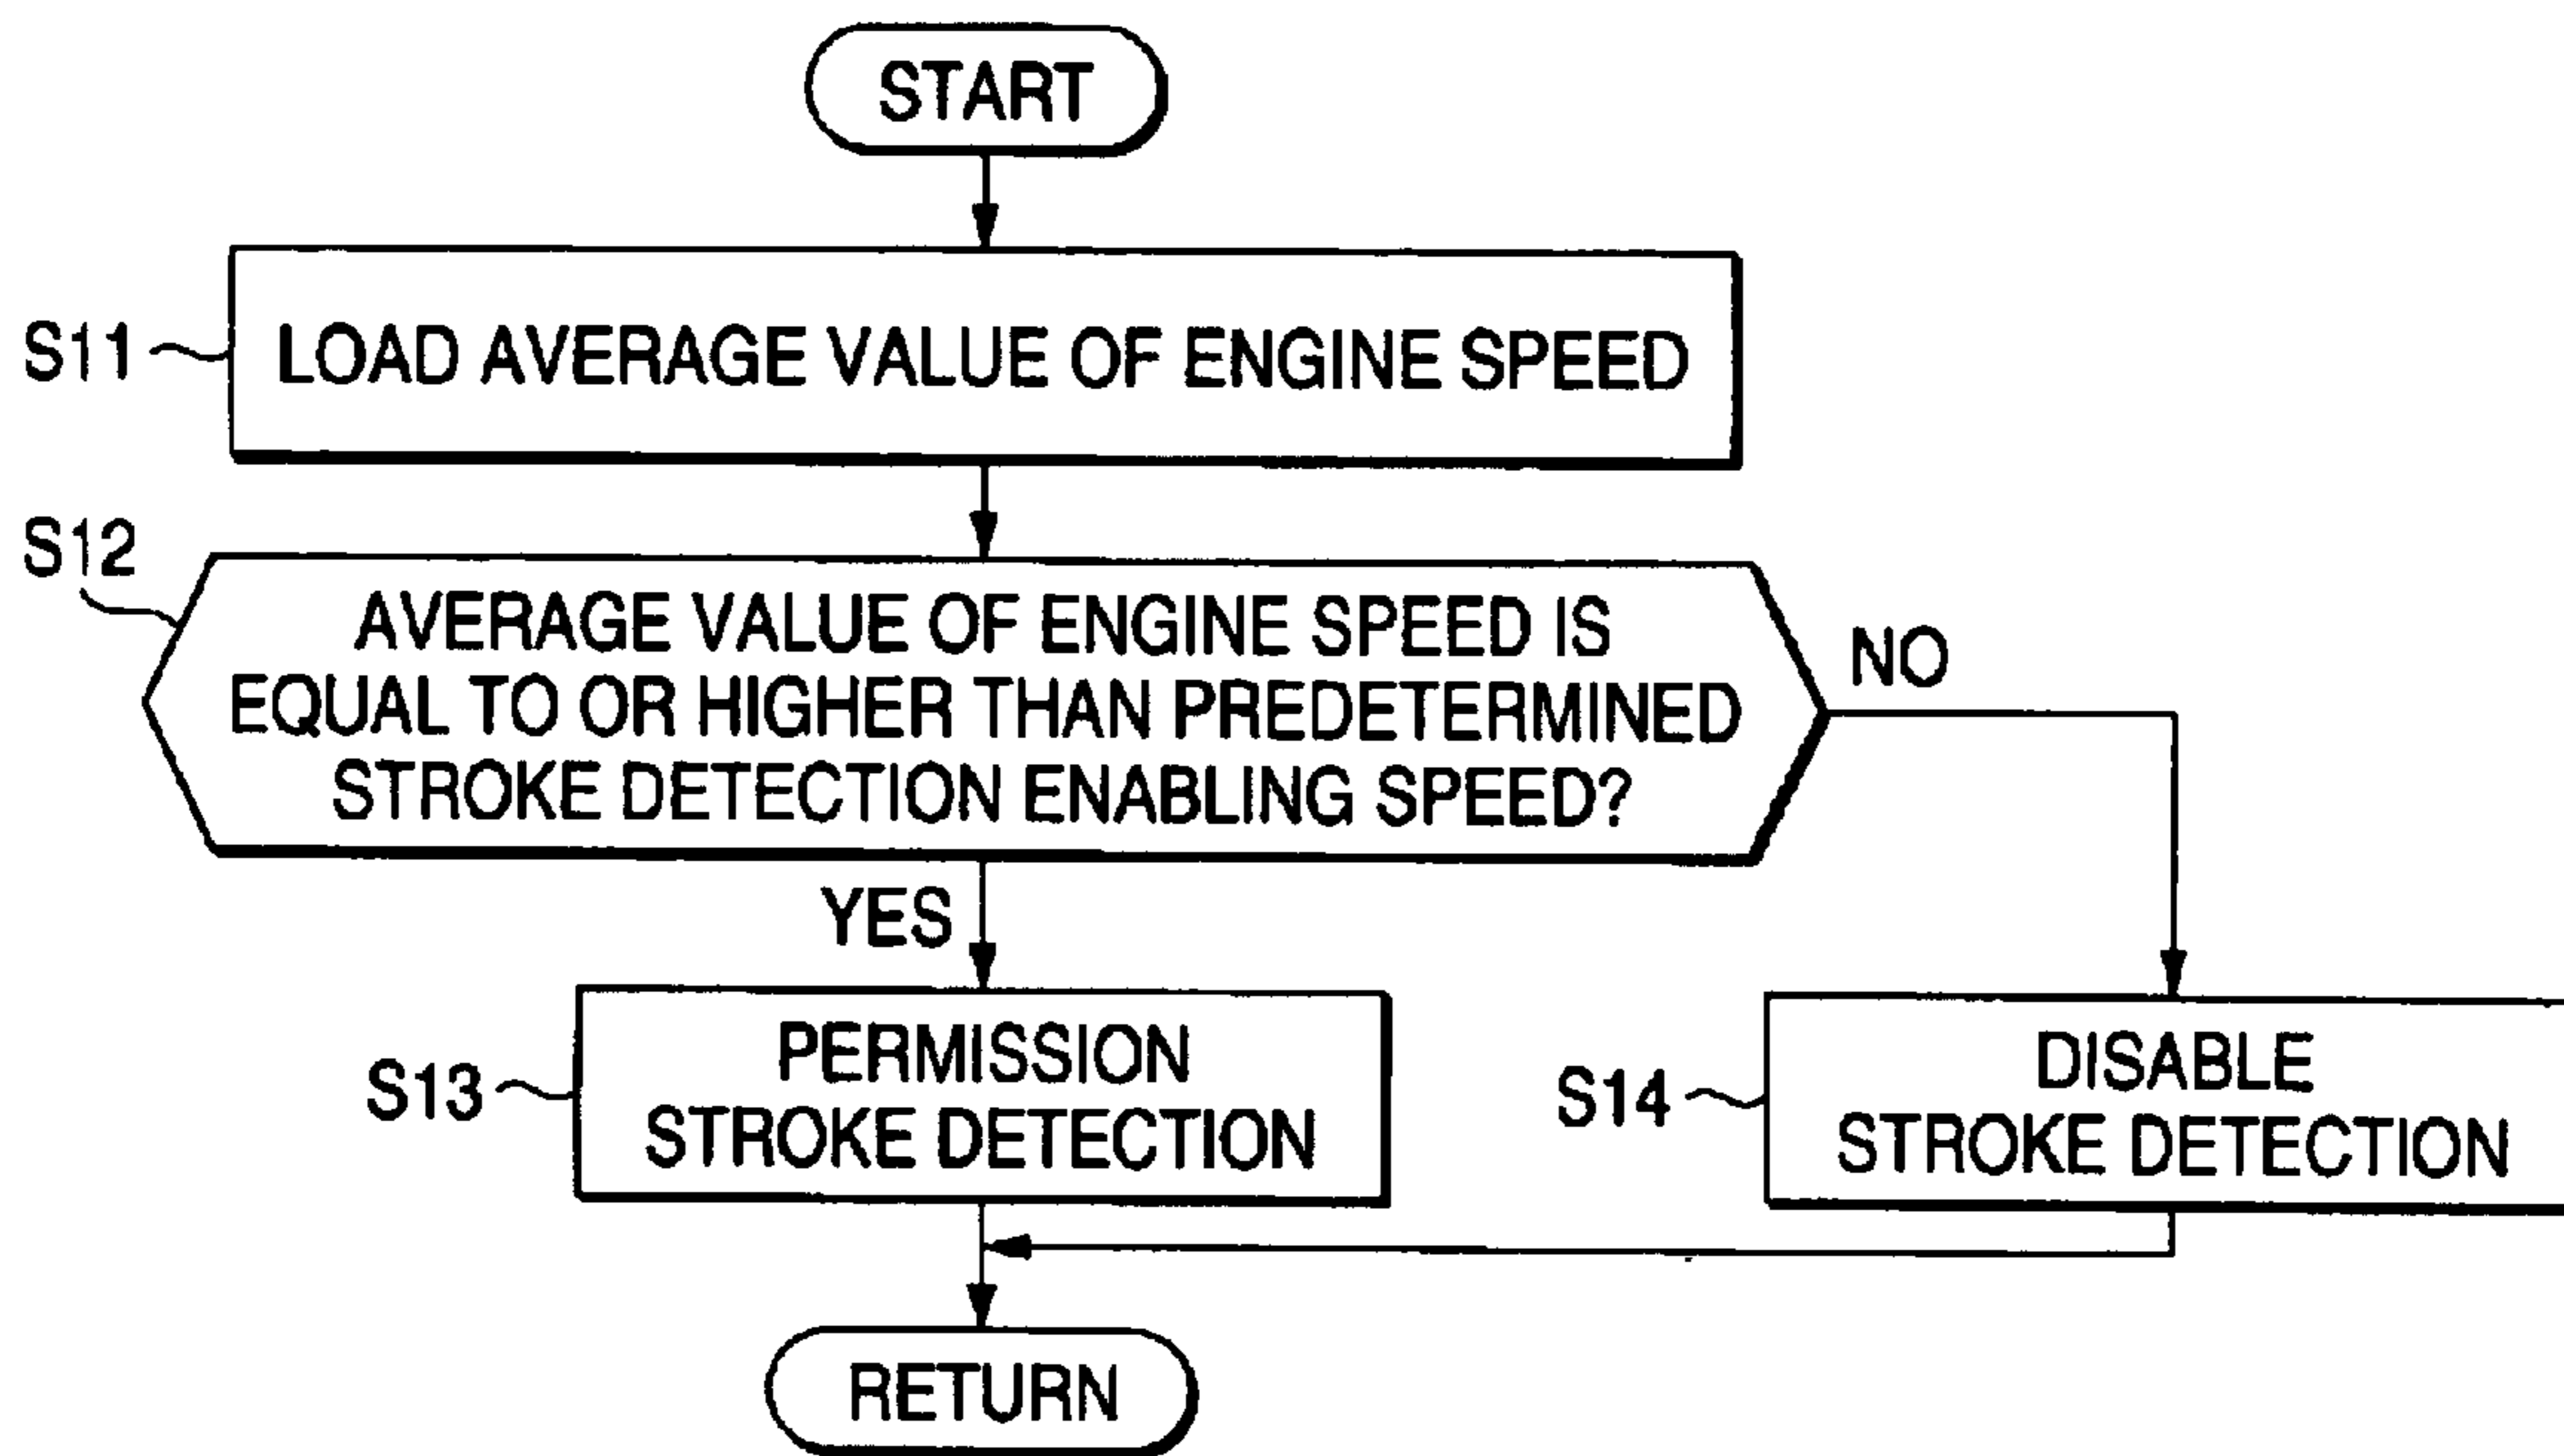 START
S11
LOAD AVERAGE VALUE OF ENGINE SPEED
S12
AVERAGE VALUE OF ENGINE SPEED IS
EQUAL TO OR HIGHER THAN PREDETERMINED
STROKE DETECTION ENABLING SPEED?
NO
YES
S13
PERMISSION
STROKE DETECTION
S14
DISABLE
STROKE DETECTION
RETURN